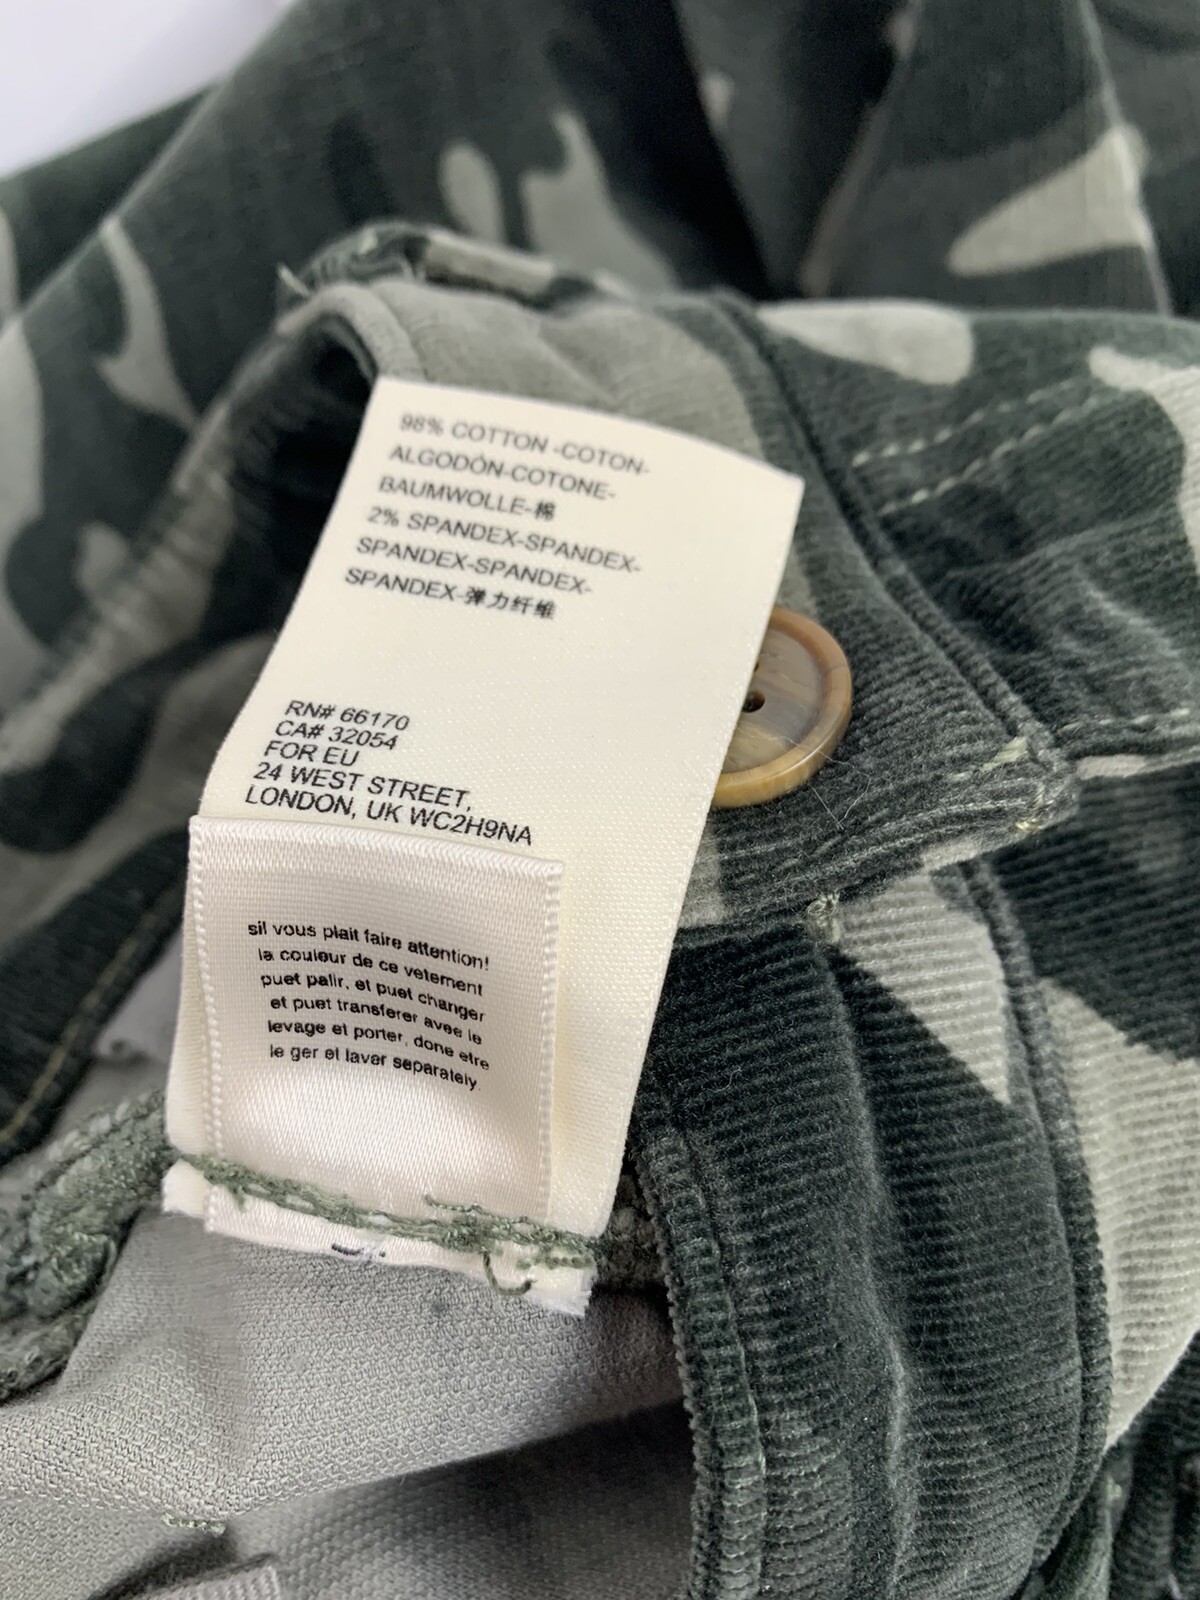 98% COTTON -COTON-
ALGODÓN-COTONE-
BAUMWOLLE-棉
2% SPANDEX-SPANDEX-
SPANDEX-SPANDEX-
SPANDEX-弹力纤维
RN# 66170
CA# 32054
FOR EU
24 WEST STREET,
LONDON, UK WC2H9NA
sil vous plait faire attention!
la couleur de ce vetement
puet palir, et puet changer
et puet transferer avec le
levage et porter, done etre
le ger et laver separately.